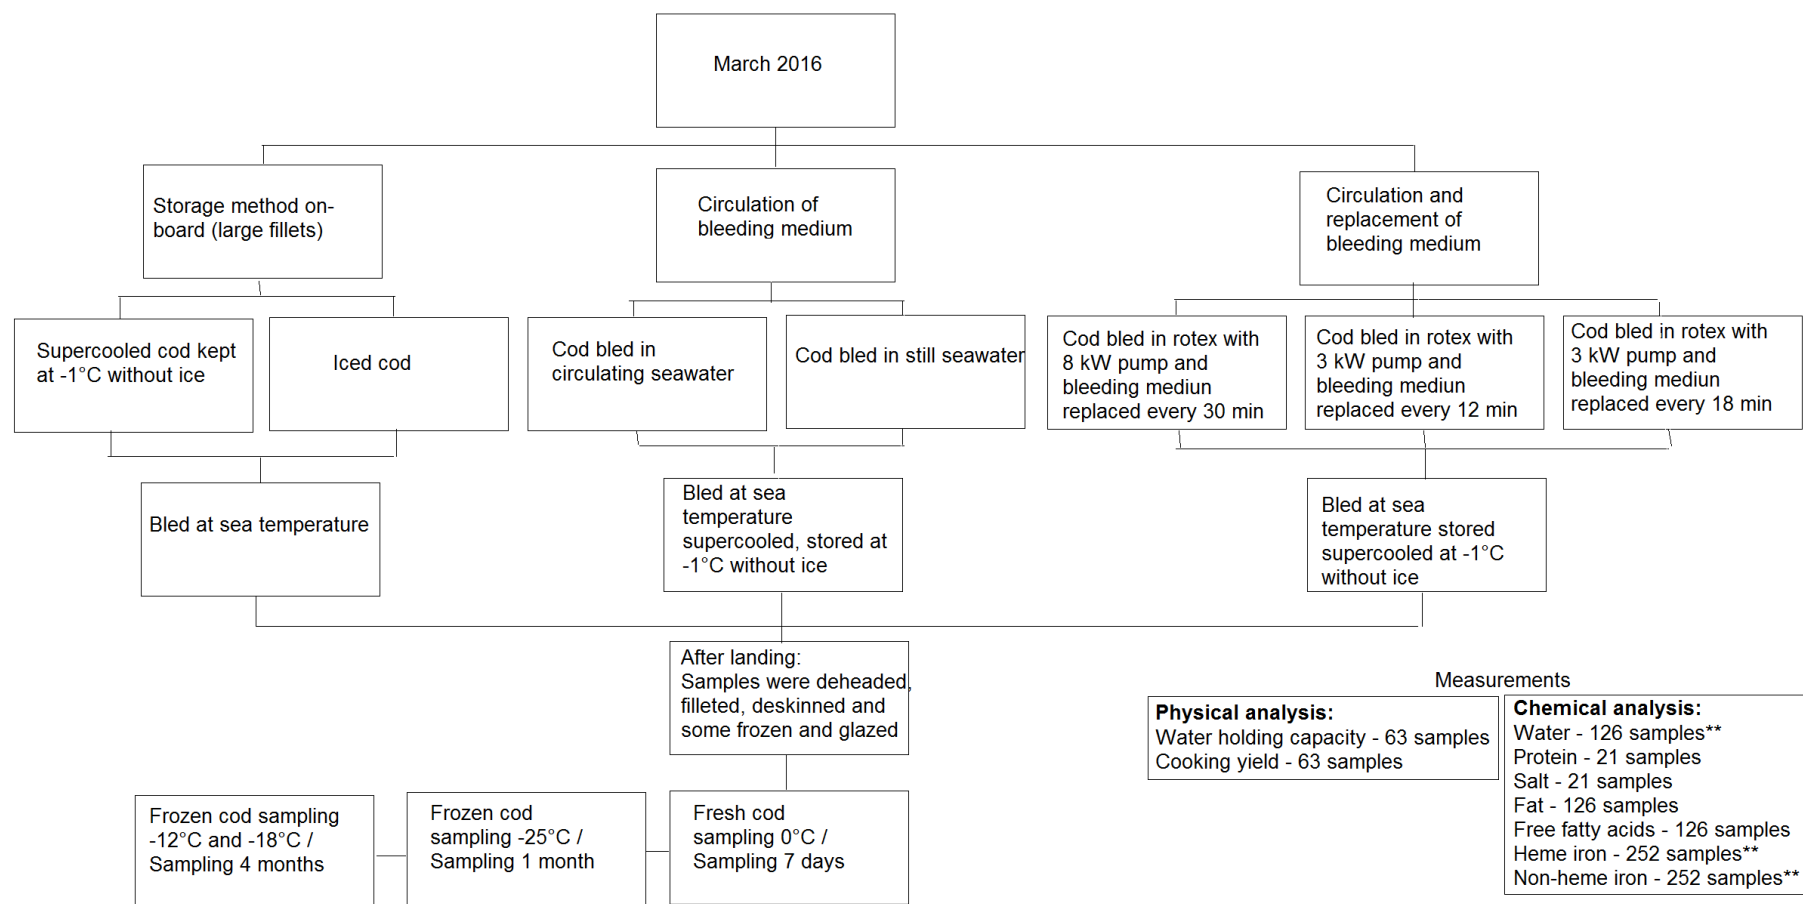 March 2016
Storage method on-
board (large fillets)
Circulation of
bleeding medium
Circulation and
replacement of
bleeding medium
Supercooled cod kept
at -1°C without ice
Iced cod
Cod bled in
circulating seawater
Cod bled in still seawater
Cod bled in rotex with
8 kW pump and
bleeding mediun
replaced every 30 min
Cod bled in rotex with
3 kW pump and
bleeding mediun
replaced every 12 min
Cod bled in rotex with
3 kW pump and
bleeding mediun
replaced every 18 min
Bled at sea temperature
Bled at sea
temperature
supercooled, stored at
-1°C without ice
Bled at sea
temperature stored
supercooled at -1°C
without ice
After landing:
Samples were deheaded,
filleted, deskinned and
some frozen and glazed
Frozen cod sampling
-12°C and -18°C /
Sampling 4 months
Frozen cod
sampling -25°C /
Sampling 1 month
Fresh cod
sampling 0°C /
Sampling 7 days
Measurements
Physical analysis:
Water holding capacity - 63 samples
Cooking yield - 63 samples
Chemical analysis:
Water - 126 samples**
Protein - 21 samples
Salt - 21 samples
Fat - 126 samples
Free fatty acids - 126 samples
Heme iron - 252 samples**
Non-heme iron - 252 samples**